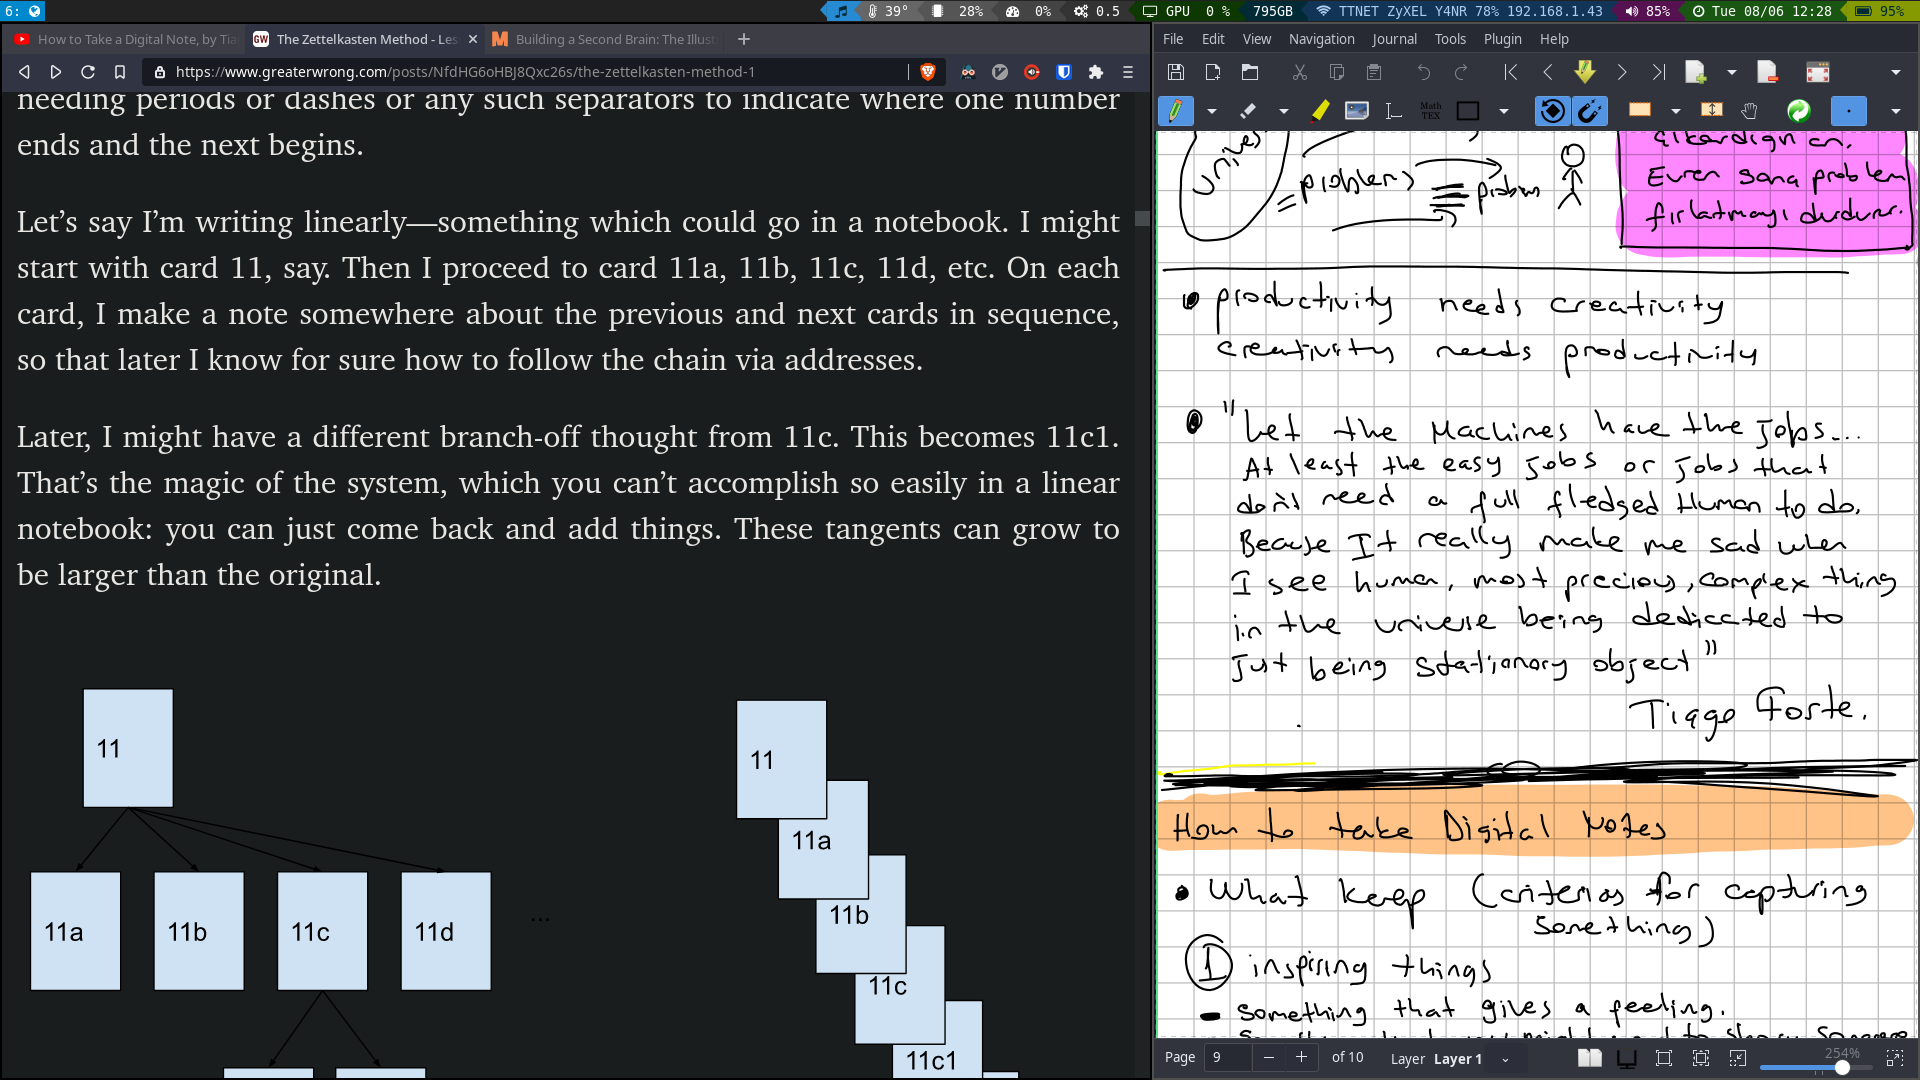 6:
39°
28%
0%
0.5
GPU 0 %
795GB
TTNET ZyXEL Y4NR 78% 192.168.1.43
85%
Tue 08/06 12:28
95%
How to Take a Digital Note, by Tia
The Zettelkasten Method - Les
Building a Second Brain: The Illust
https://www.greaterwrong.com/posts/NfdHG6oHBJ8Qxc26s/the-zettelkasten-method-1
needing periods or dashes or any such separators to indicate where one number
ends and the next begins.
Let’s say I’m writing linearly—something which could go in a notebook. I might
start with card 11, say. Then I proceed to card 11a, 11b, 11c, 11d, etc. On each
card, I make a note somewhere about the previous and next cards in sequence,
so that later I know for sure how to follow the chain via addresses.
Later, I might have a different branch-off thought from 11c. This becomes 11c1.
That’s the magic of the system, which you can’t accomplish so easily in a linear
notebook: you can just come back and add things. These tangents can grow to
be larger than the original.
11
11a
11b
11c
11d
...
11
11a
11b
11c
11c1
File Edit View Navigation Journal Tools Plugin Help
Math
TEX
Evren sana problem
fırlatmayı durdurur.
productivity needs creativity
creativity needs productivity
"Let the Machines have the jobs...
At least the easy jobs or jobs that
don't need a full fledged Human to do.
Because It really make me sad when
I see human, most precious, complex thing
in the universe being dedicated to
Just being stationary object"
Tiago Forte.
How to take Digital Notes
What keep (criterias for capturing
something)
1 inspiring things
- something that gives a feeling.
Page 9 of 10 Layer Layer 1
254%